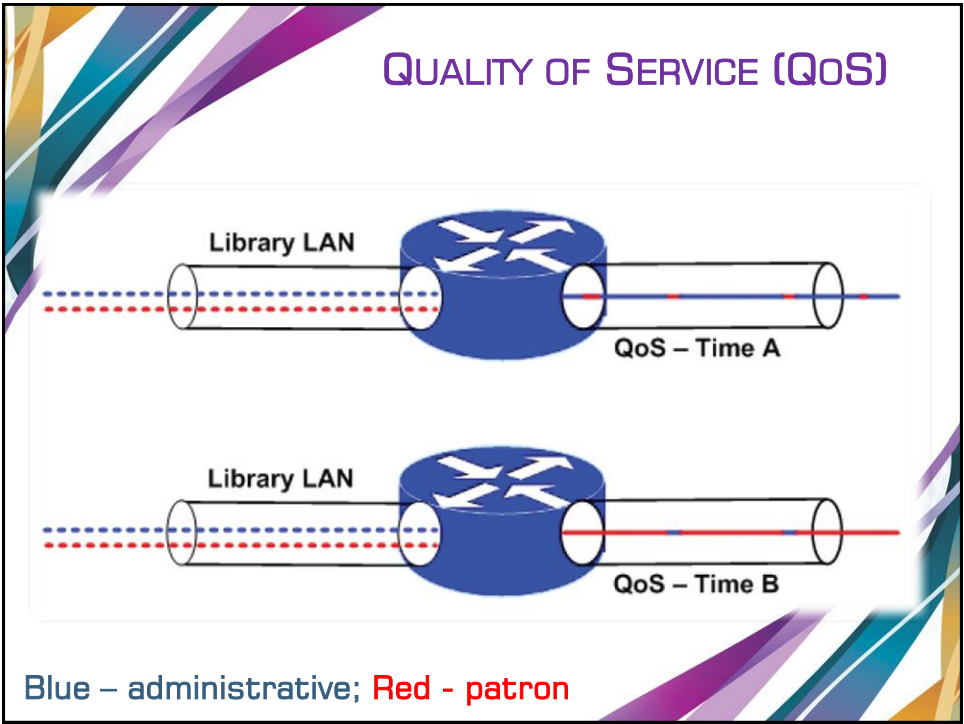 QUALITY OF SERVICE (QOS)
Library LAN
QoS – Time A
Library LAN
QoS – Time B
Blue – administrative; Red - patron